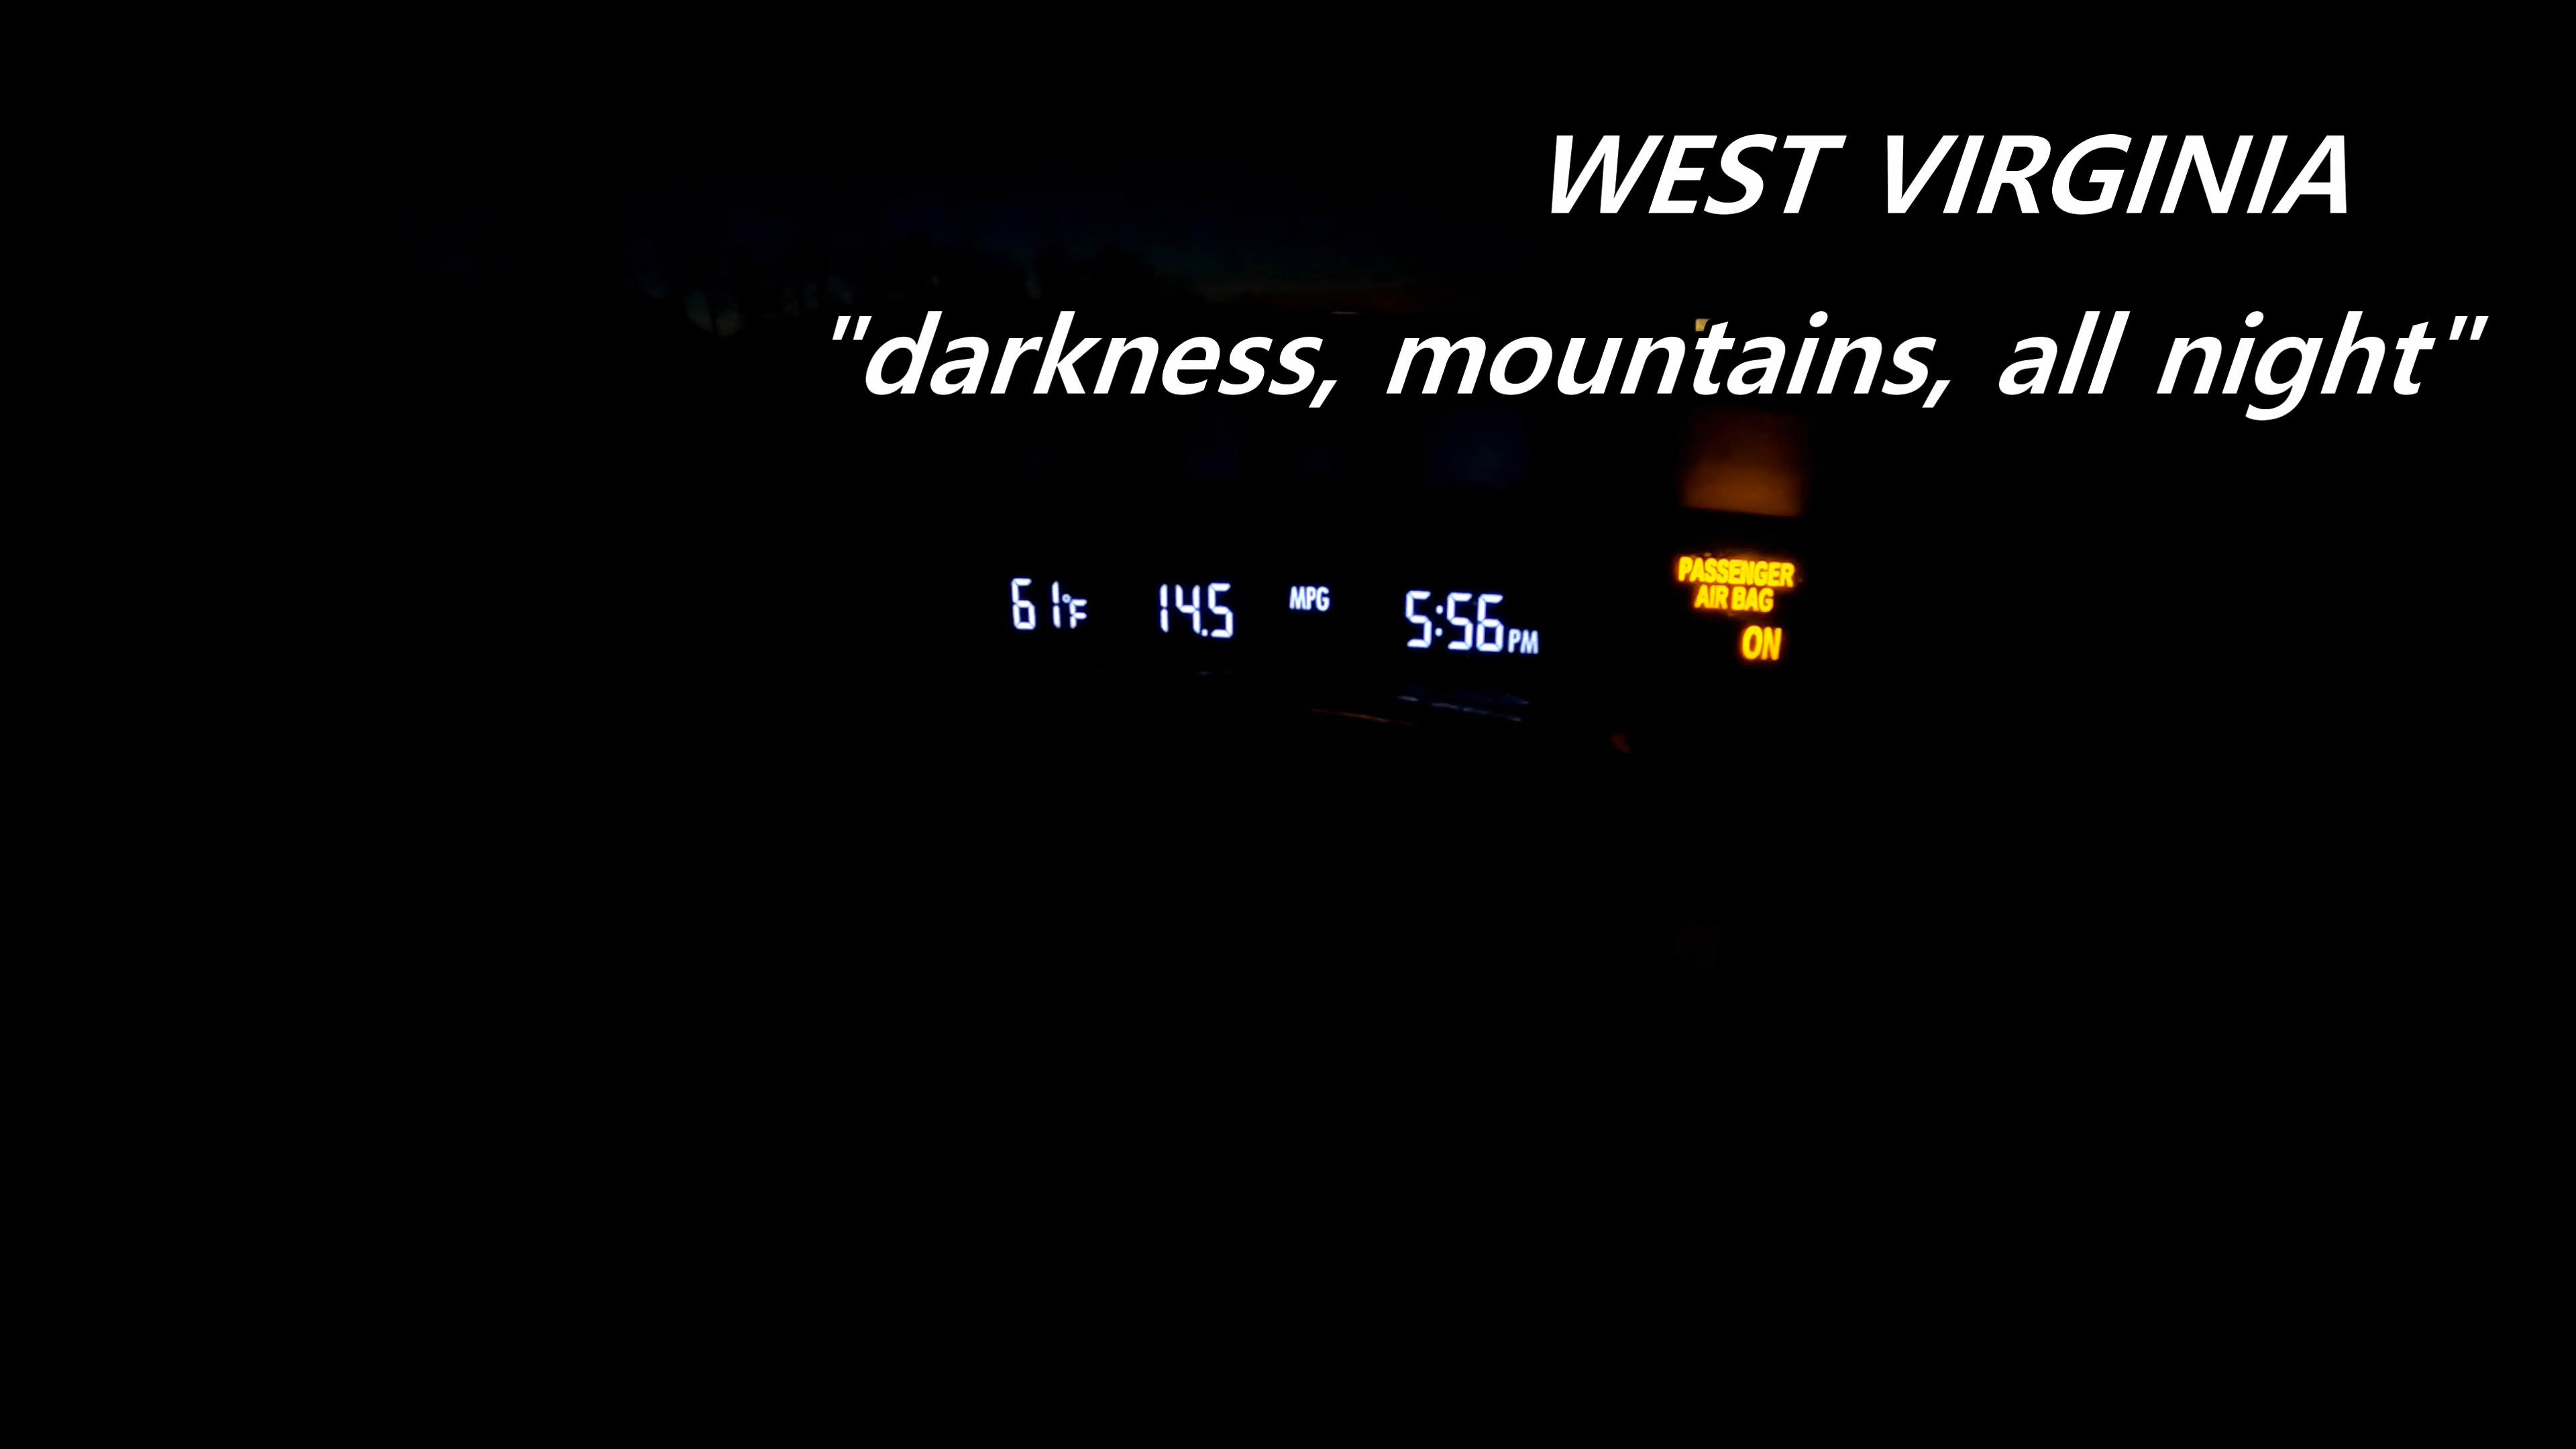 WEST VIRGINIA
"darkness, mountains, all night"
61°F 14.5 MPG 5:56 PM
PASSENGER
AIR BAG
ON